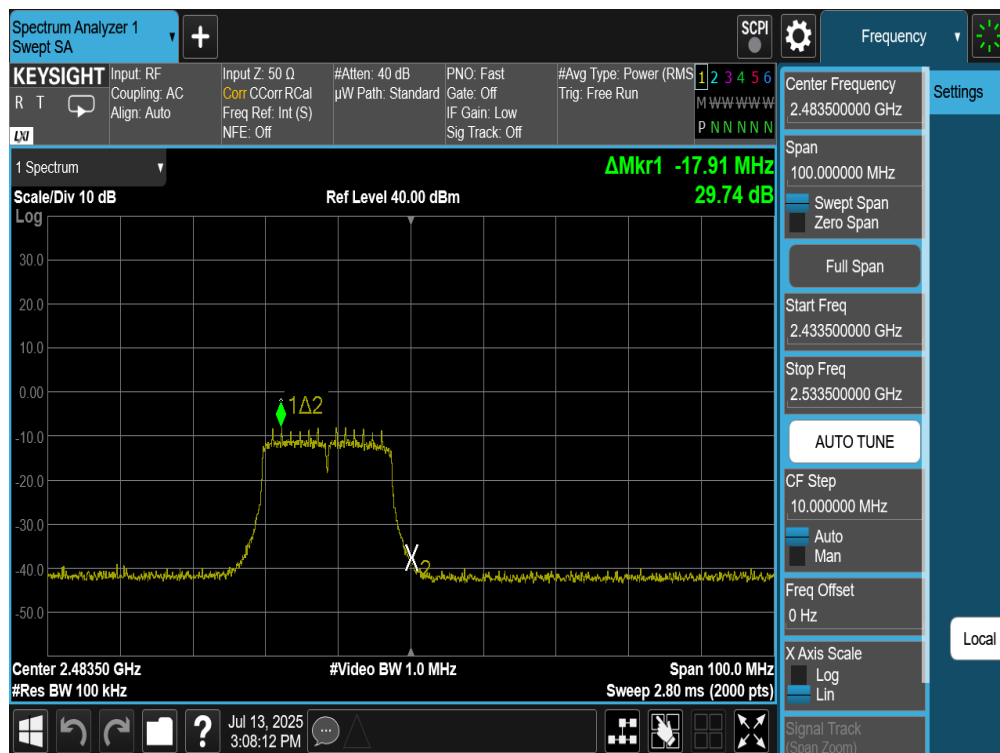 Spectrum Analyzer 1
Swept SA
+
SCPI
Frequency
KEYSIGHT
R T
LXI
Input: RF
Coupling: AC
Align: Auto
Input Z: 50 Ω
Corr CCorr RCal
Freq Ref: Int (S)
NFE: Off
#Atten: 40 dB
µW Path: Standard
PNO: Fast
Gate: Off
IF Gain: Low
Sig Track: Off
#Avg Type: Power (RMS
Trig: Free Run
1 2 3 4 5 6
M W W W W W
P N N N N N
1 Spectrum
ΔMkr1 -17.91 MHz
29.74 dB
Scale/Div 10 dB
Ref Level 40.00 dBm
Log
30.0
20.0
10.0
0.00
-10.0
-20.0
-30.0
-40.0
-50.0
1Δ2
X2
Center 2.48350 GHz
#Video BW 1.0 MHz
Span 100.0 MHz
#Res BW 100 kHz
Sweep 2.80 ms (2000 pts)
Jul 13, 2025
3:08:12 PM
?
Center Frequency
2.483500000 GHz
Span
100.000000 MHz
Swept Span
Zero Span
Full Span
Start Freq
2.433500000 GHz
Stop Freq
2.533500000 GHz
AUTO TUNE
CF Step
10.000000 MHz
Auto
Man
Freq Offset
0 Hz
X Axis Scale
Log
Lin
Signal Track
(Span Zoom)
Settings
Local